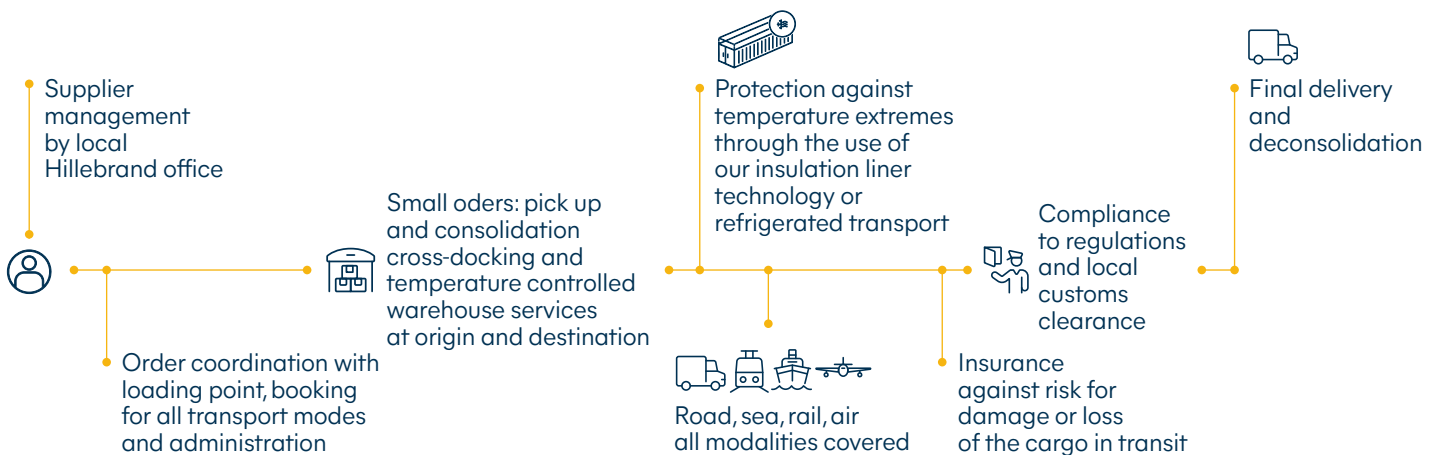 Supplier
management
by local
Hillebrand office
Order coordination with
loading point, booking
for all transport modes
and administration
Small oders: pick up
and consolidation
cross-docking and
temperature controlled
warehouse services
at origin and destination
Protection against
temperature extremes
through the use of
our insulation liner
technology or
refrigerated transport
Road, sea, rail, air
all modalities covered
Insurance
against risk for
damage or loss
of the cargo in transit
Compliance
to regulations
and local
customs
clearance
Final delivery
and
deconsolidation